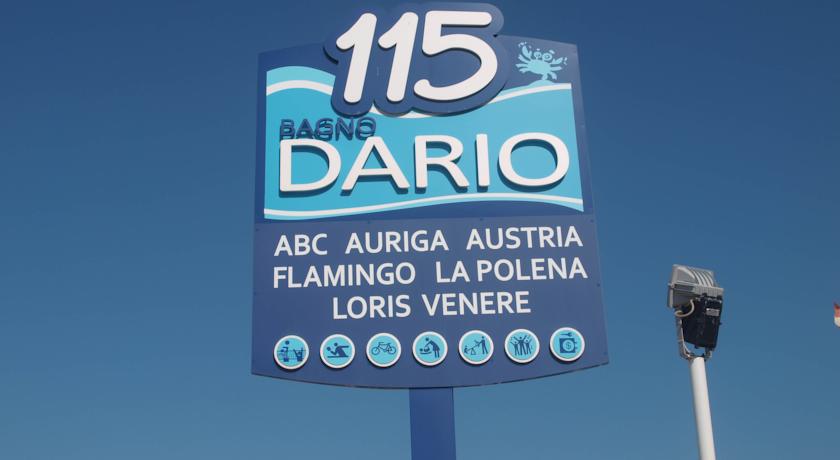 115
BAGNO
DARIO
ABC AURIGA AUSTRIA
FLAMINGO LA POLENA
LORIS VENERE